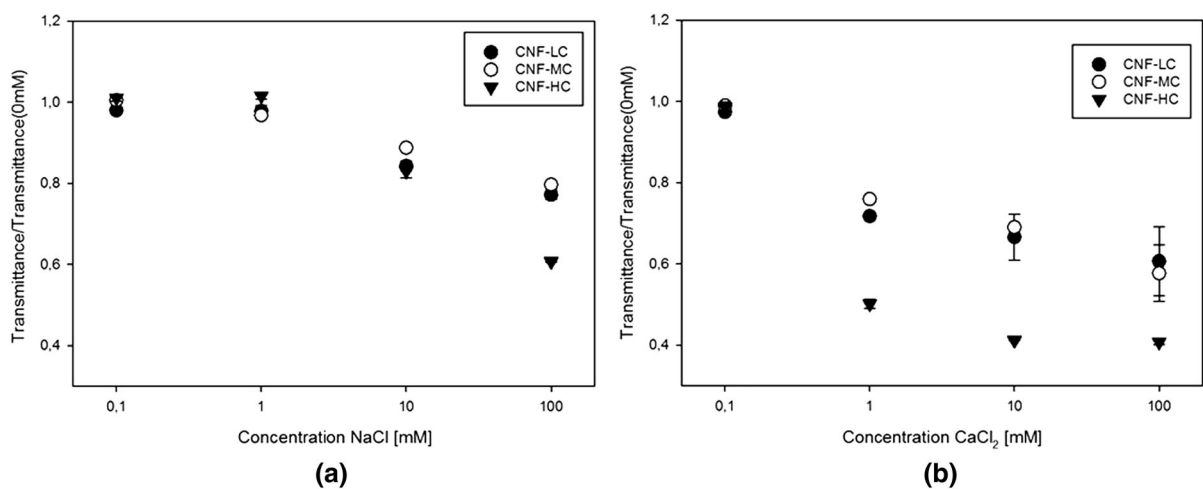 1,2
1,0
0,8
0,6
0,4
Transmittance/Transmittance(0mM)
CNF-LC
CNF-MC
CNF-HC
0,1
1
10
100
Concentration NaCl [mM]
(a)
1,2
1,0
0,8
0,6
0,4
Transmittance/Transmittance(0mM)
CNF-LC
CNF-MC
CNF-HC
0,1
1
10
100
Concentration CaCl₂ [mM]
(b)